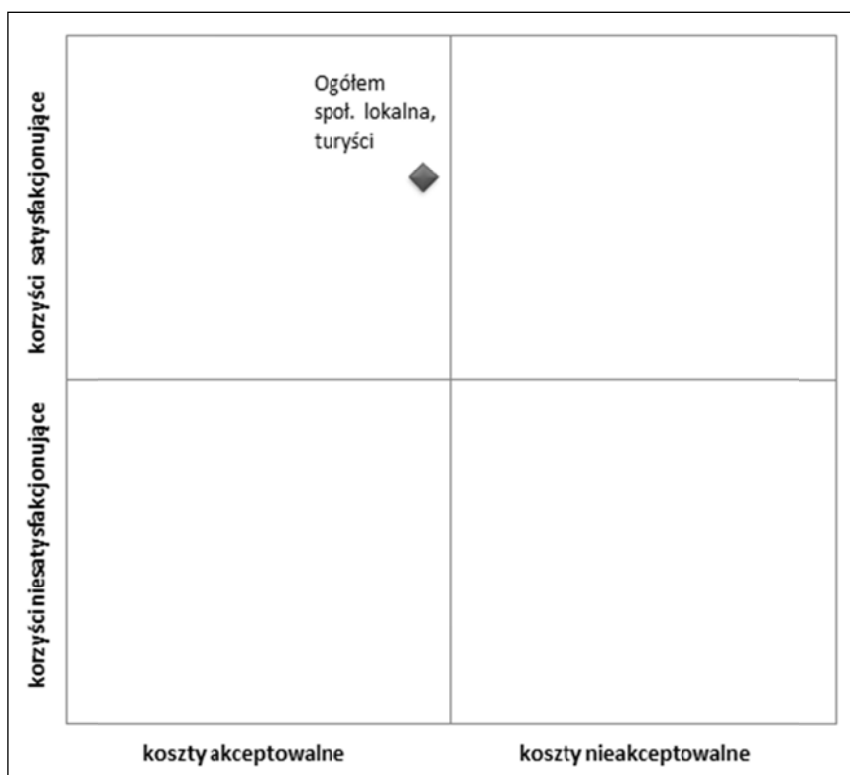 Ogółem
społ. lokalna,
turyści
korzyści satysfakcjonujące
korzyści niesatysfakcjonujące
koszty akceptowalne
koszty nieakceptowalne